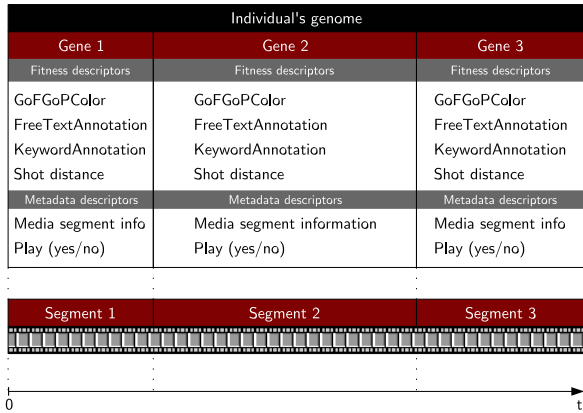 Individual's genome
Gene 1 Gene 2 Gene 3
Fitness descriptors Fitness descriptors Fitness descriptors
GoFGoPColor GoFGoPColor GoFGoPColor
FreeTextAnnotation FreeTextAnnotation FreeTextAnnotation
KeywordAnnotation KeywordAnnotation KeywordAnnotation
Shot distance Shot distance Shot distance
Metadata descriptors Metadata descriptors Metadata descriptors
Media segment info Media segment information Media segment info
Play (yes/no) Play (yes/no) Play (yes/no)
Segment 1 Segment 2 Segment 3
0 t